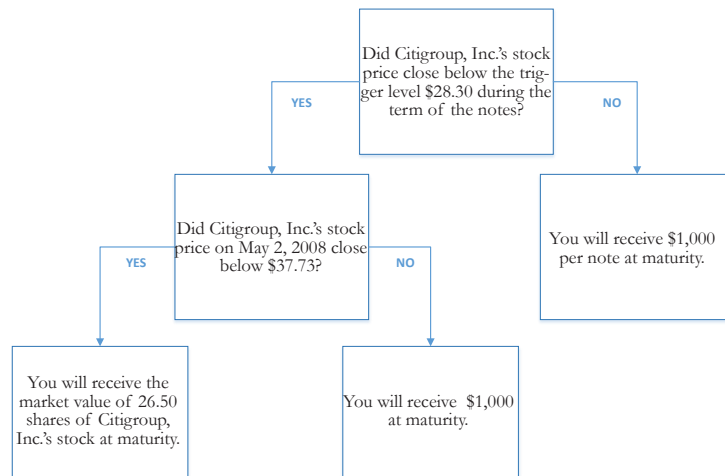 Did Citigroup, Inc.'s stock
price close below the trig-
ger level $28.30 during the
term of the notes?
YES
NO
Did Citigroup, Inc.'s stock
price on May 2, 2008 close
below $37.73?
You will receive $1,000
per note at maturity.
YES
NO
You will receive the
market value of 26.50
shares of Citigroup,
Inc.'s stock at maturity.
You will receive $1,000
at maturity.